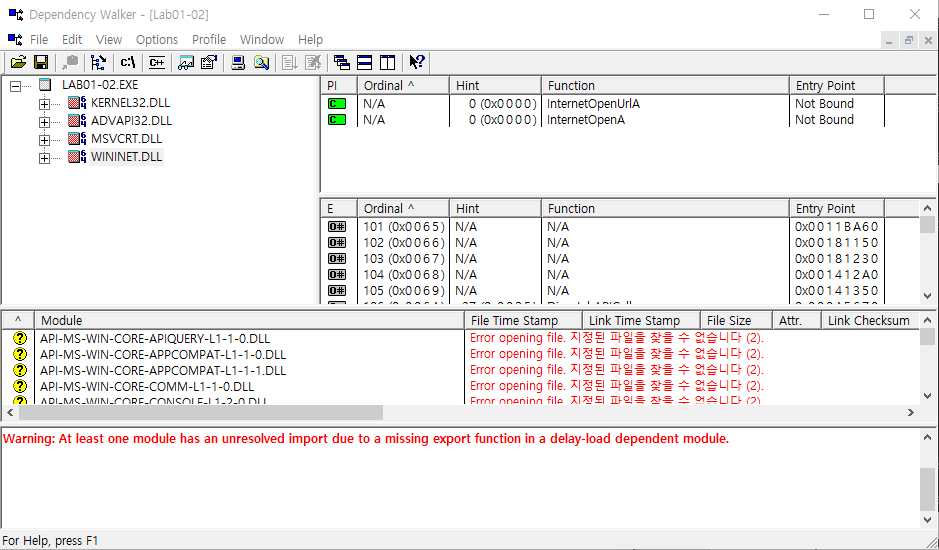 Dependency Walker - [Lab01-02]
File Edit View Options Profile Window Help
c:\ C++
LAB01-02.EXE
KERNEL32.DLL
ADVAPI32.DLL
MSVCRT.DLL
WININET.DLL
PI Ordinal ^ Hint Function Entry Point
C N/A 0 (0x0000) InternetOpenUrlA Not Bound
C N/A 0 (0x0000) InternetOpenA Not Bound
E Ordinal ^ Hint Function Entry Point
O# 101 (0x0065) N/A N/A 0x0011BA60
O# 102 (0x0066) N/A N/A 0x00181150
O# 103 (0x0067) N/A N/A 0x00181230
O# 104 (0x0068) N/A N/A 0x001412A0
O# 105 (0x0069) N/A N/A 0x00141350
^ Module File Time Stamp Link Time Stamp File Size Attr. Link Checksum
? API-MS-WIN-CORE-APIQUERY-L1-1-0.DLL Error opening file. 지정된 파일을 찾을 수 없습니다 (2).
? API-MS-WIN-CORE-APPCOMPAT-L1-1-0.DLL Error opening file. 지정된 파일을 찾을 수 없습니다 (2).
? API-MS-WIN-CORE-APPCOMPAT-L1-1-1.DLL Error opening file. 지정된 파일을 찾을 수 없습니다 (2).
? API-MS-WIN-CORE-COMM-L1-1-0.DLL Error opening file. 지정된 파일을 찾을 수 없습니다 (2).
? API-MS-WIN-CORE-CONSOLE-L1-2-0.DLL Error opening file. 지정된 파일을 찾을 수 없습니다 (2).
Warning: At least one module has an unresolved import due to a missing export function in a delay-load dependent module.
For Help, press F1